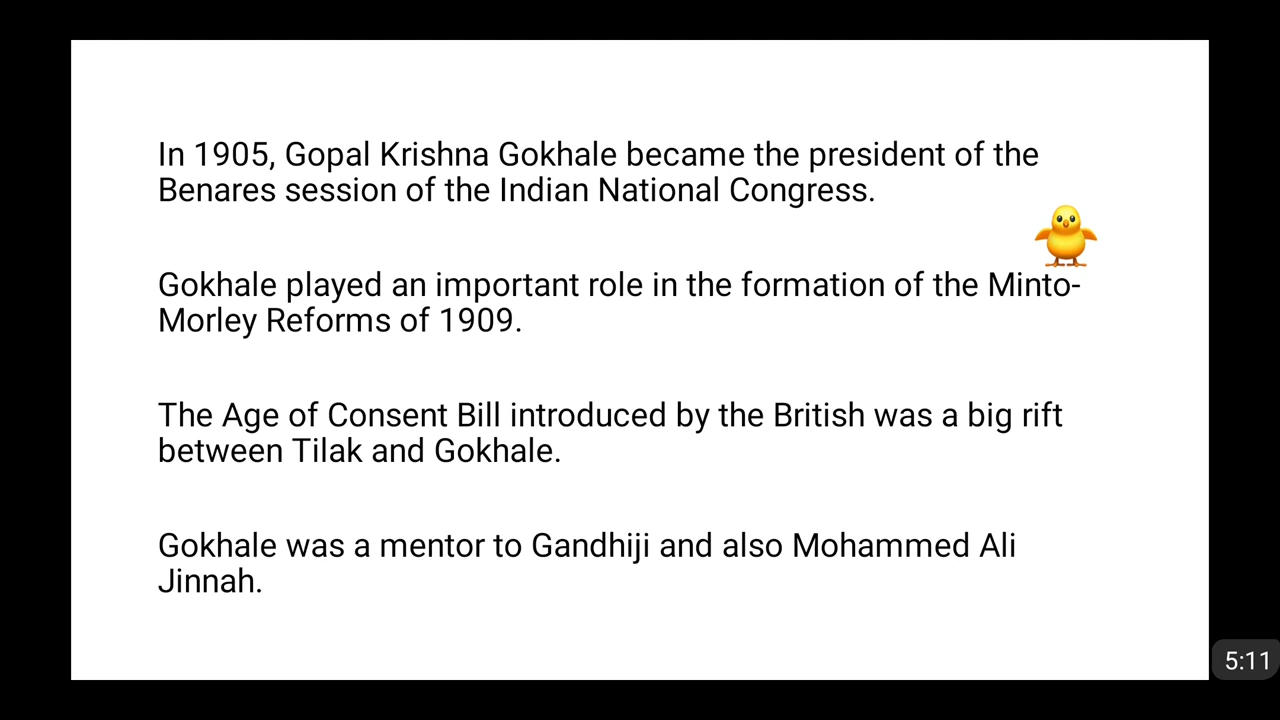 In 1905, Gopal Krishna Gokhale became the president of the
Benares session of the Indian National Congress.
Gokhale played an important role in the formation of the Minto-
Morley Reforms of 1909.
The Age of Consent Bill introduced by the British was a big rift
between Tilak and Gokhale.
Gokhale was a mentor to Gandhiji and also Mohammed Ali
Jinnah.
5:11